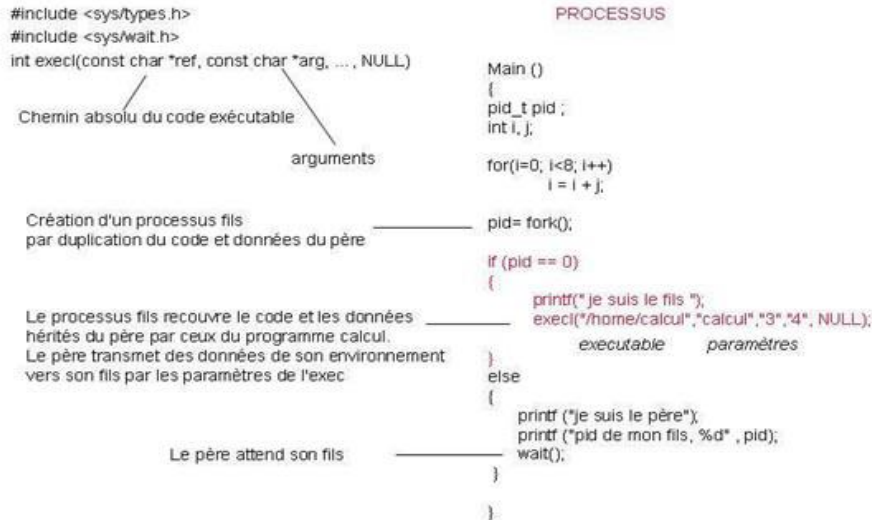 #include <sys/types.h>
#include <sys/wait.h>
int execl(const char *ref, const char *arg, ... , NULL)
Chemin absolu du code exécutable
arguments
Création d'un processus fils
par duplication du code et données du père
Le processus fils recouvre le code et les données
hérités du père par ceux du programme calcul.
Le père transmet des données de son environnement
vers son fils par les paramètres de l'exec
Le père attend son fils
PROCESSUS
Main ()
{
pid_t pid ;
int i, j;
for(i=0; i<8; i++)
i = i + j;
pid= fork();
if (pid == 0)
{
printf(" je suis le fils ");
execl("/home/calcul","calcul","3","4", NULL);
executable paramètres
}
else
{
printf ("je suis le père");
printf ("pid de mon fils, %d" , pid);
wait();
}
}